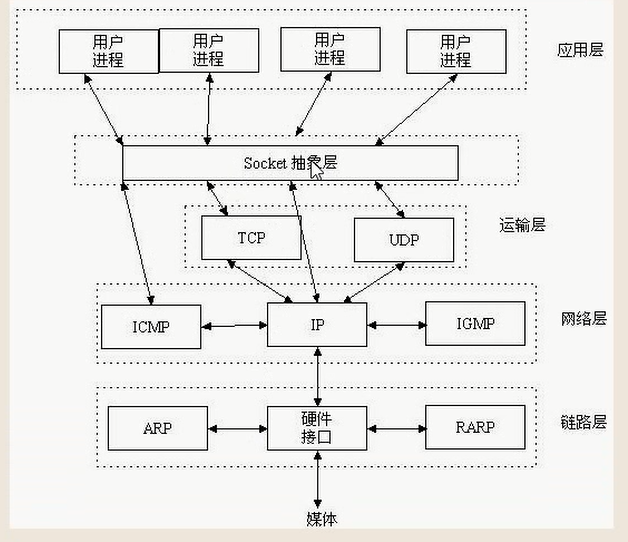 用户
进程
用户
进程
用户
进程
用户
进程
应用层
Socket 抽象层
TCP
UDP
运输层
ICMP
IP
IGMP
网络层
ARP
硬件
接口
RARP
链路层
媒体